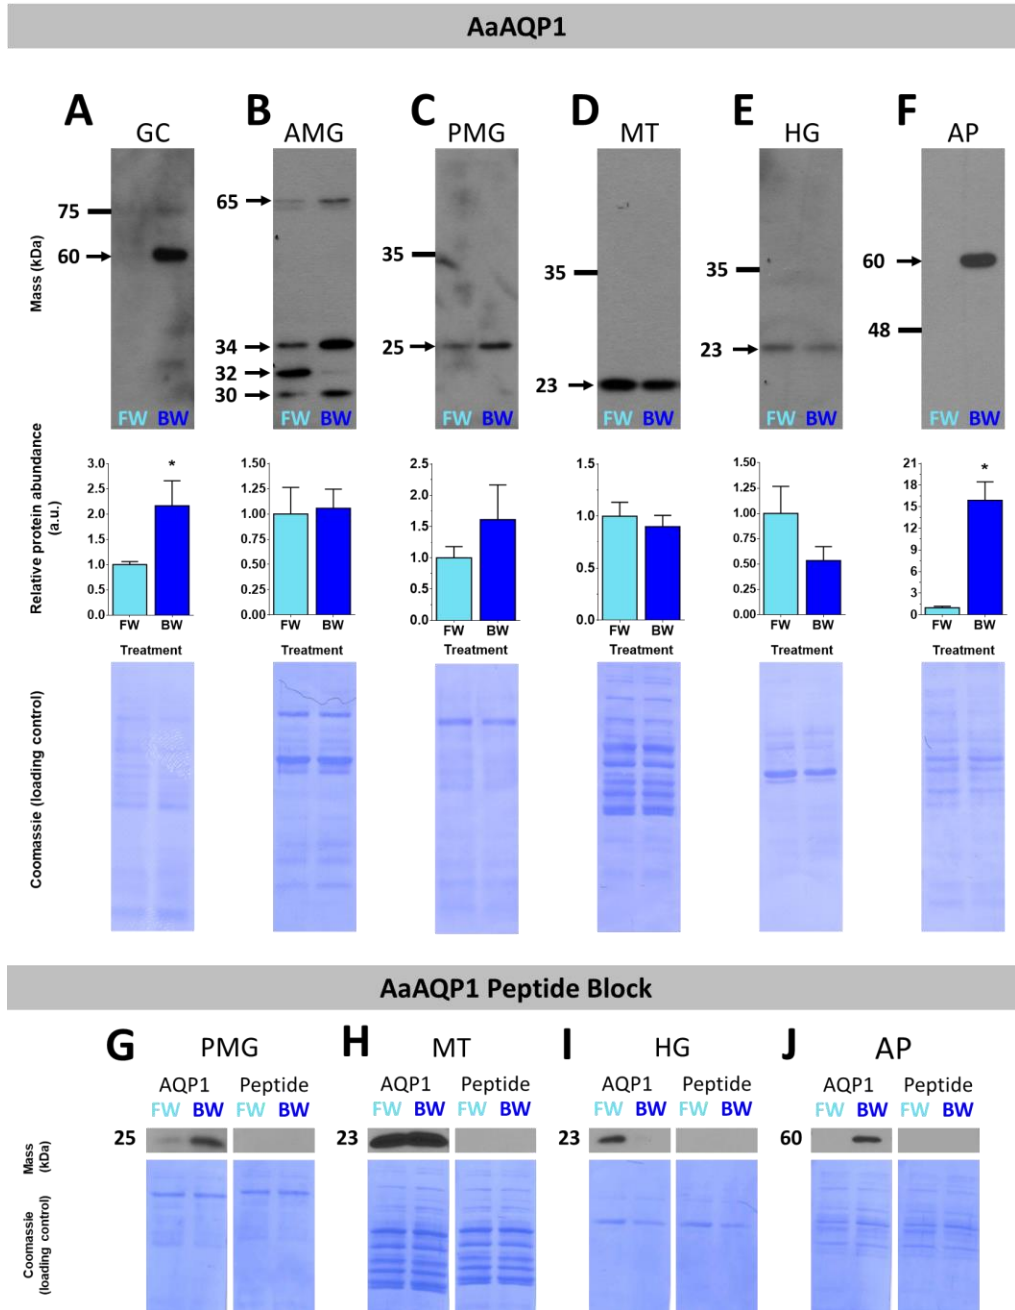 AaAQP1
A B C D E F
GC AMG PMG MT HG AP
Mass (kDa)
75
60
FW BW
65
34
32
30
FW BW
35
25
FW BW
35
23
FW BW
35
23
FW BW
60
48
FW BW
Relative protein abundance
(a.u.)
3.0
2.5
2.0
1.5
1.0
0.5
0.0
*
FW BW
Treatment
1.50
1.25
1.00
0.75
0.50
0.25
0.00
FW BW
Treatment
2.5
2.0
1.5
1.0
0.5
0.0
FW BW
Treatment
1.5
1.0
0.5
0.0
FW BW
Treatment
1.50
1.25
1.00
0.75
0.50
0.25
0.00
FW BW
Treatment
21
18
15
12
9
6
3
0
*
FW BW
Treatment
Coomassie (loading control)
AaAQP1 Peptide Block
G PMG H MT I HG J AP
AQP1 Peptide AQP1 Peptide AQP1 Peptide AQP1 Peptide
FW BW FW BW FW BW FW BW FW BW FW BW FW BW FW BW
Mass
(kDa)
25 23 23 60
Coomassie
(loading control)